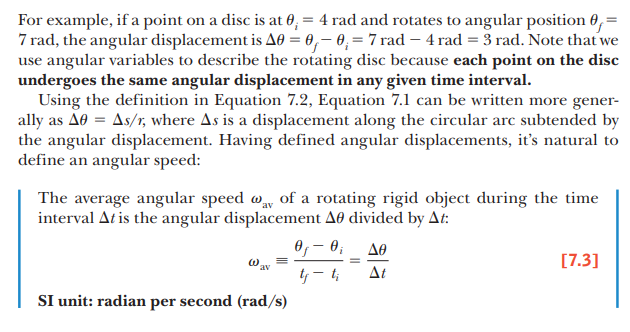 For example, if a point on a disc is at θᵢ = 4 rad and rotates to angular position θ_f =
7 rad, the angular displacement is Δθ = θ_f − θᵢ = 7 rad − 4 rad = 3 rad. Note that we
use angular variables to describe the rotating disc because each point on the disc
undergoes the same angular displacement in any given time interval.
Using the definition in Equation 7.2, Equation 7.1 can be written more gener-
ally as Δθ = Δs/r, where Δs is a displacement along the circular arc subtended by
the angular displacement. Having defined angular displacements, it's natural to
define an angular speed:
The average angular speed ω_av of a rotating rigid object during the time
interval Δt is the angular displacement Δθ divided by Δt:
ω_av ≡ (θ_f − θᵢ)/(t_f − tᵢ) = Δθ/Δt [7.3]
SI unit: radian per second (rad/s)